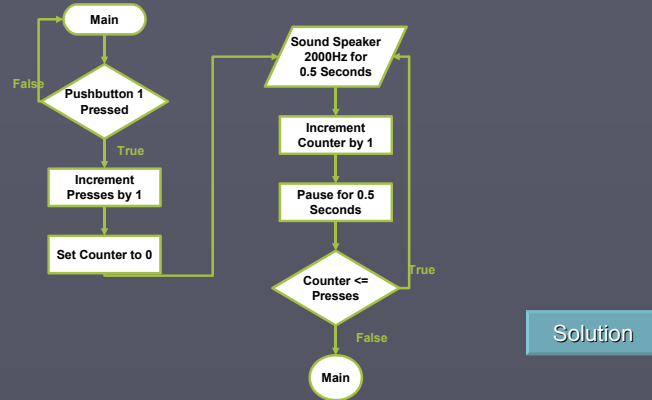 Main
False
Pushbutton 1
Pressed
True
Increment
Presses by 1
Set Counter to 0
Sound Speaker
2000Hz for
0.5 Seconds
Increment
Counter by 1
Pause for 0.5
Seconds
Counter <=
Presses
True
False
Main
Solution